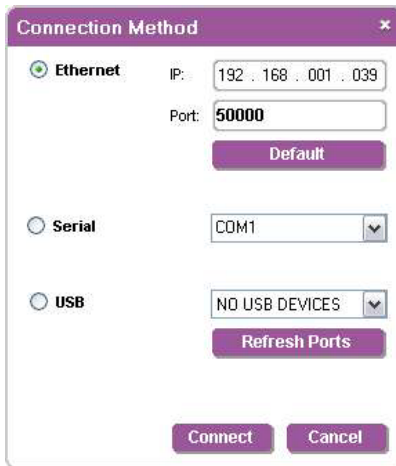 Connection Method ×
Ethernet IP: 192 . 168 . 001 . 039
Port: 50000
Default
Serial COM1
USB NO USB DEVICES
Refresh Ports
Connect Cancel